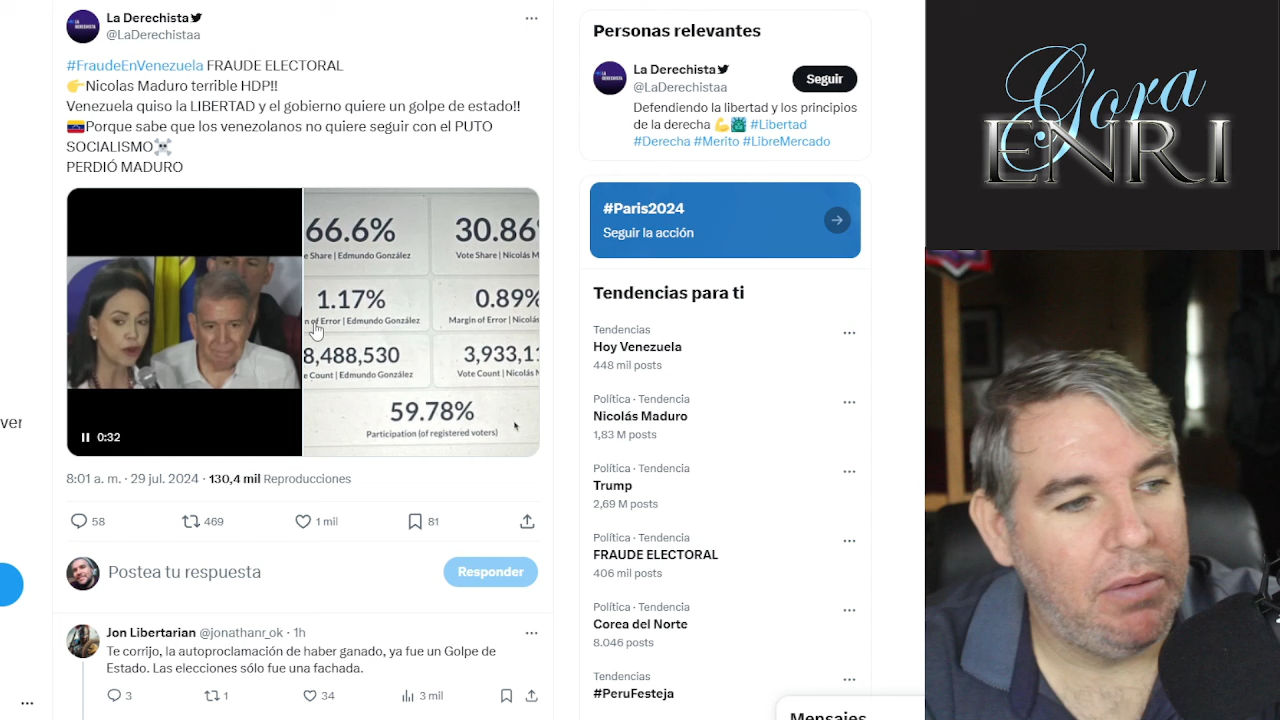 La Derechista
@LaDerechistaa
#FraudeEnVenezuela FRAUDE ELECTORAL
👉Nicolas Maduro terrible HDP!!
Venezuela quiso la LIBERTAD y el gobierno quiere un golpe de estado!!
🇻🇪Porque sabe que los venezolanos no quiere seguir con el PUTO
SOCIALISMO☠️
PERDIÓ MADURO
66.6% 30.86
e Share | Edmundo González Vote Share | Nicolás M
1.17% 0.89%
n of Error | Edmundo González Margin of Error | Nicolás
8,488,530 3,933,1
e Count | Edmundo González Vote Count | Nicolás M
59.78%
Participation (of registered voters)
0:32
8:01 a. m. · 29 jul. 2024 · 130,4 mil Reproducciones
58 469 1 mil 81
Postea tu respuesta
Responder
Jon Libertarian @jonathanr_ok · 1h
Te corrijo, la autoproclamación de haber ganado, ya fue un Golpe de
Estado. Las elecciones sólo fue una fachada.
3 1 34 3 mil
ver
Personas relevantes
La Derechista
@LaDerechistaa
Seguir
Defendiendo la libertad y los principios
de la derecha 💪🗽 #Libertad
#Derecha #Merito #LibreMercado
#Paris2024
Seguir la acción
Tendencias para ti
Tendencias
Hoy Venezuela
448 mil posts
Política · Tendencia
Nicolás Maduro
1,83 M posts
Política · Tendencia
Trump
2,69 M posts
Política · Tendencia
FRAUDE ELECTORAL
406 mil posts
Política · Tendencia
Corea del Norte
8.046 posts
Tendencias
#PeruFesteja
Mensajes
Gora
ENRI